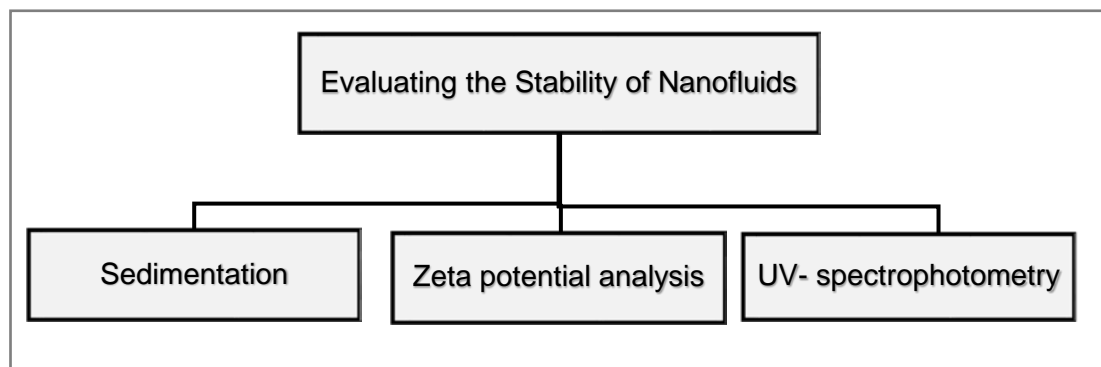 Evaluating the Stability of Nanofluids
Sedimentation
Zeta potential analysis
UV- spectrophotometry